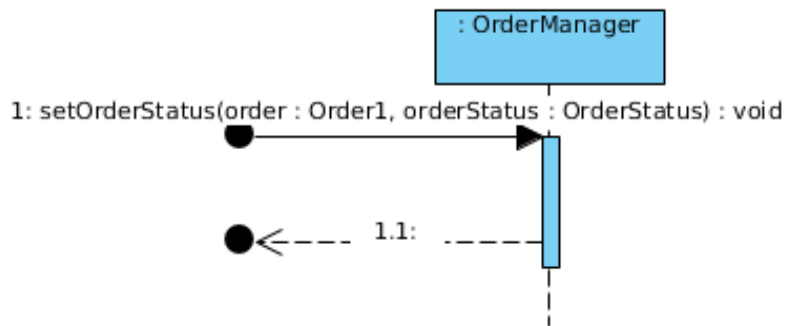 : OrderManager
1: setOrderStatus(order : Order1, orderStatus : OrderStatus) : void
1.1: